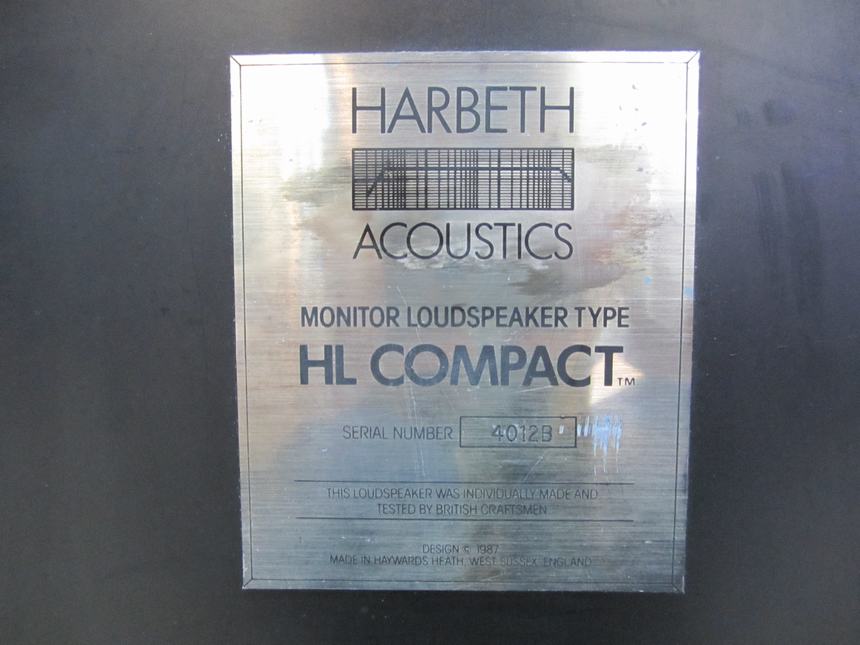 HARBETH
ACOUSTICS
MONITOR LOUDSPEAKER TYPE
HL COMPACT™
SERIAL NUMBER 4012B
THIS LOUDSPEAKER WAS INDIVIDUALLY MADE AND
TESTED BY BRITISH CRAFTSMEN
DESIGN © 1987
MADE IN HAYWARDS HEATH, WEST SUSSEX, ENGLAND